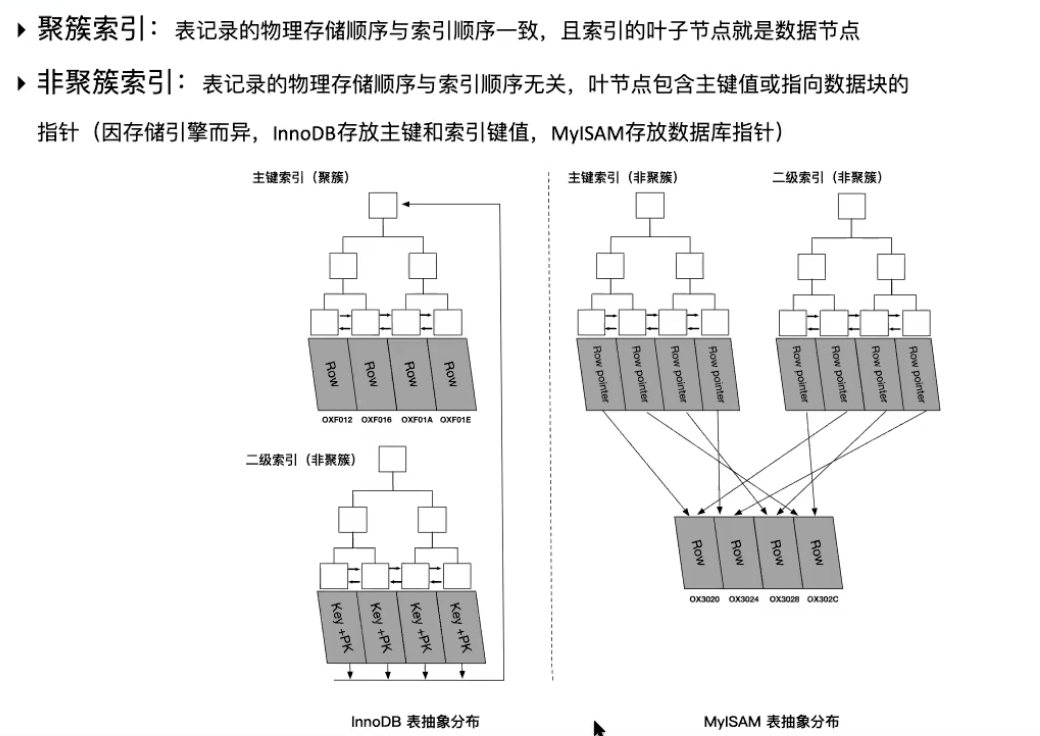 聚簇索引：表记录的物理存储顺序与索引顺序一致，且索引的叶子节点就是数据节点
非聚簇索引：表记录的物理存储顺序与索引顺序无关，叶节点包含主键值或指向数据块的
指针（因存储引擎而异，InnoDB存放主键和索引键值，MyISAM存放数据库指针）
主键索引（聚簇）
Row Row Row Row
OXF012 OXF016 OXF01A OXF01E
二级索引（非聚簇）
Key +PK Key +PK Key +PK Key +PK
InnoDB 表抽象分布
主键索引（非聚簇）
Row pointer Row pointer Row pointer Row pointer
二级索引（非聚簇）
Row pointer Row pointer Row pointer Row pointer
Row Row Row Row
OX3020 OX3024 OX3028 OX302C
MyISAM 表抽象分布